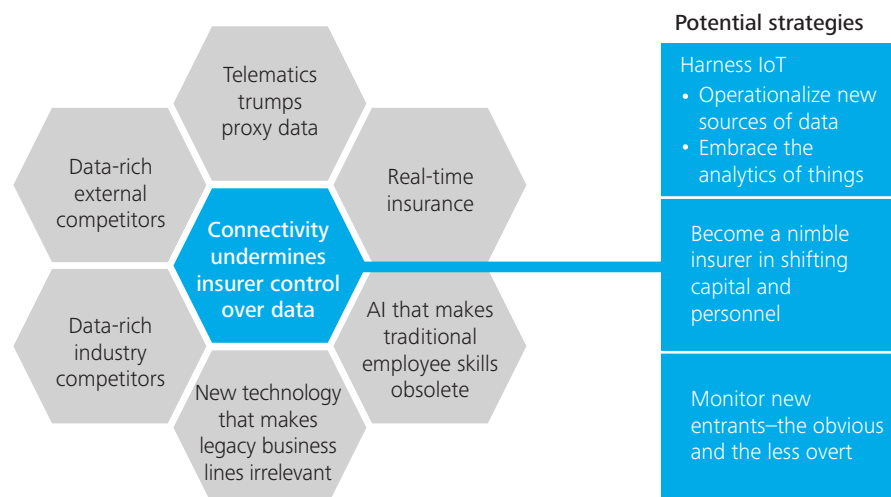 Telematics
trumps
proxy data
Data-rich
external
competitors
Real-time
insurance
Connectivity
undermines
insurer control
over data
Data-rich
industry
competitors
AI that makes
traditional
employee skills
obsolete
New technology
that makes
legacy business
lines irrelevant
Potential strategies
Harness IoT
• Operationalize new
sources of data
• Embrace the
analytics of things
Become a nimble
insurer in shifting
capital and
personnel
Monitor new
entrants–the obvious
and the less overt